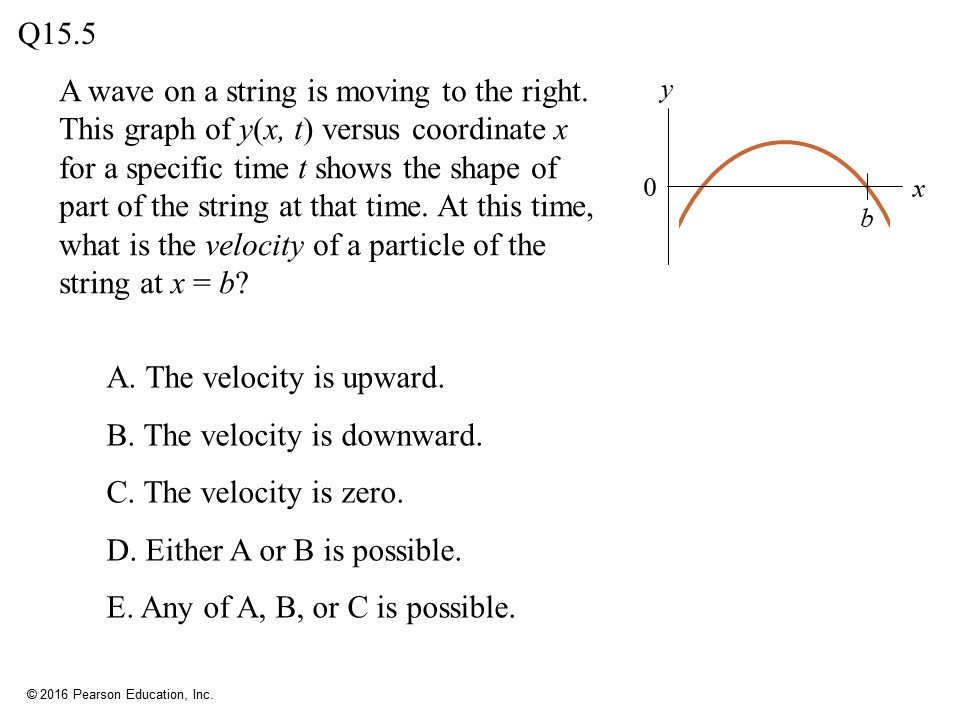 Q15.5
A wave on a string is moving to the right.
This graph of y(x, t) versus coordinate x
for a specific time t shows the shape of
part of the string at that time. At this time,
what is the velocity of a particle of the
string at x = b?
y
0
x
b
A. The velocity is upward.
B. The velocity is downward.
C. The velocity is zero.
D. Either A or B is possible.
E. Any of A, B, or C is possible.
© 2016 Pearson Education, Inc.